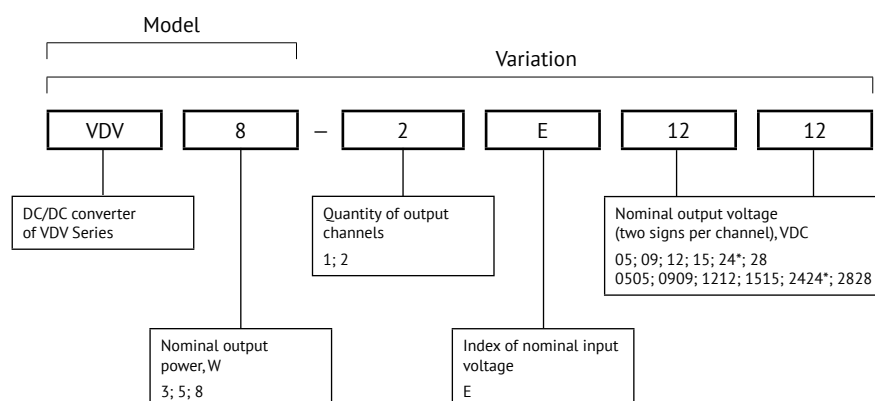 Model
Variation
VDV 8 – 2 E 12 12
DC/DC converter
of VDV Series
Quantity of output
channels
1; 2
Nominal output voltage
(two signs per channel), VDC
05; 09; 12; 15; 24*; 28
0505; 0909; 1212; 1515; 2424*; 2828
Nominal output
power, W
3; 5; 8
Index of nominal input
voltage
E